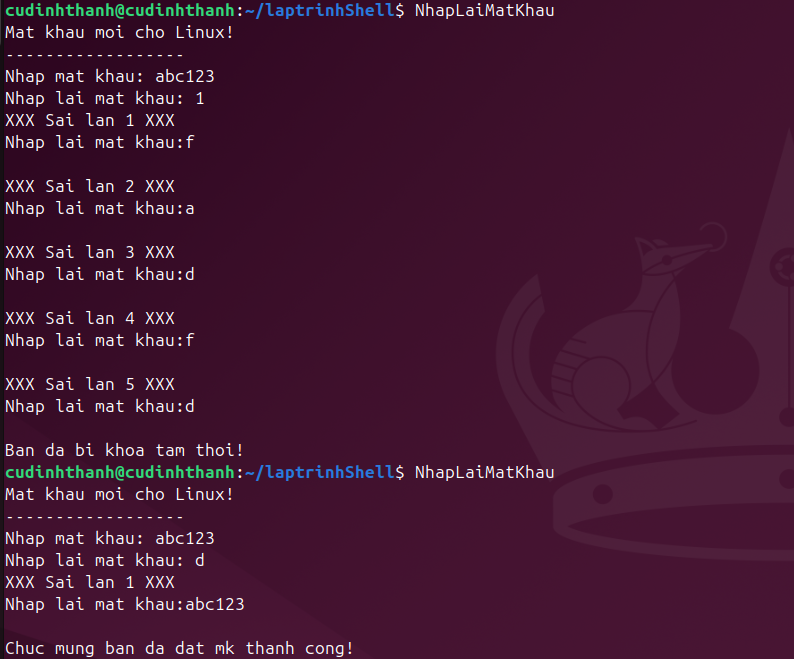 cudinhthanh@cudinhthanh:~/laptrinhShell$ NhapLaiMatKhau
Mat khau moi cho Linux!
------------------
Nhap mat khau: abc123
Nhap lai mat khau: 1
XXX Sai lan 1 XXX
Nhap lai mat khau:f
XXX Sai lan 2 XXX
Nhap lai mat khau:a
XXX Sai lan 3 XXX
Nhap lai mat khau:d
XXX Sai lan 4 XXX
Nhap lai mat khau:f
XXX Sai lan 5 XXX
Nhap lai mat khau:d
Ban da bi khoa tam thoi!
cudinhthanh@cudinhthanh:~/laptrinhShell$ NhapLaiMatKhau
Mat khau moi cho Linux!
------------------
Nhap mat khau: abc123
Nhap lai mat khau: d
XXX Sai lan 1 XXX
Nhap lai mat khau:abc123
Chuc mung ban da dat mk thanh cong!